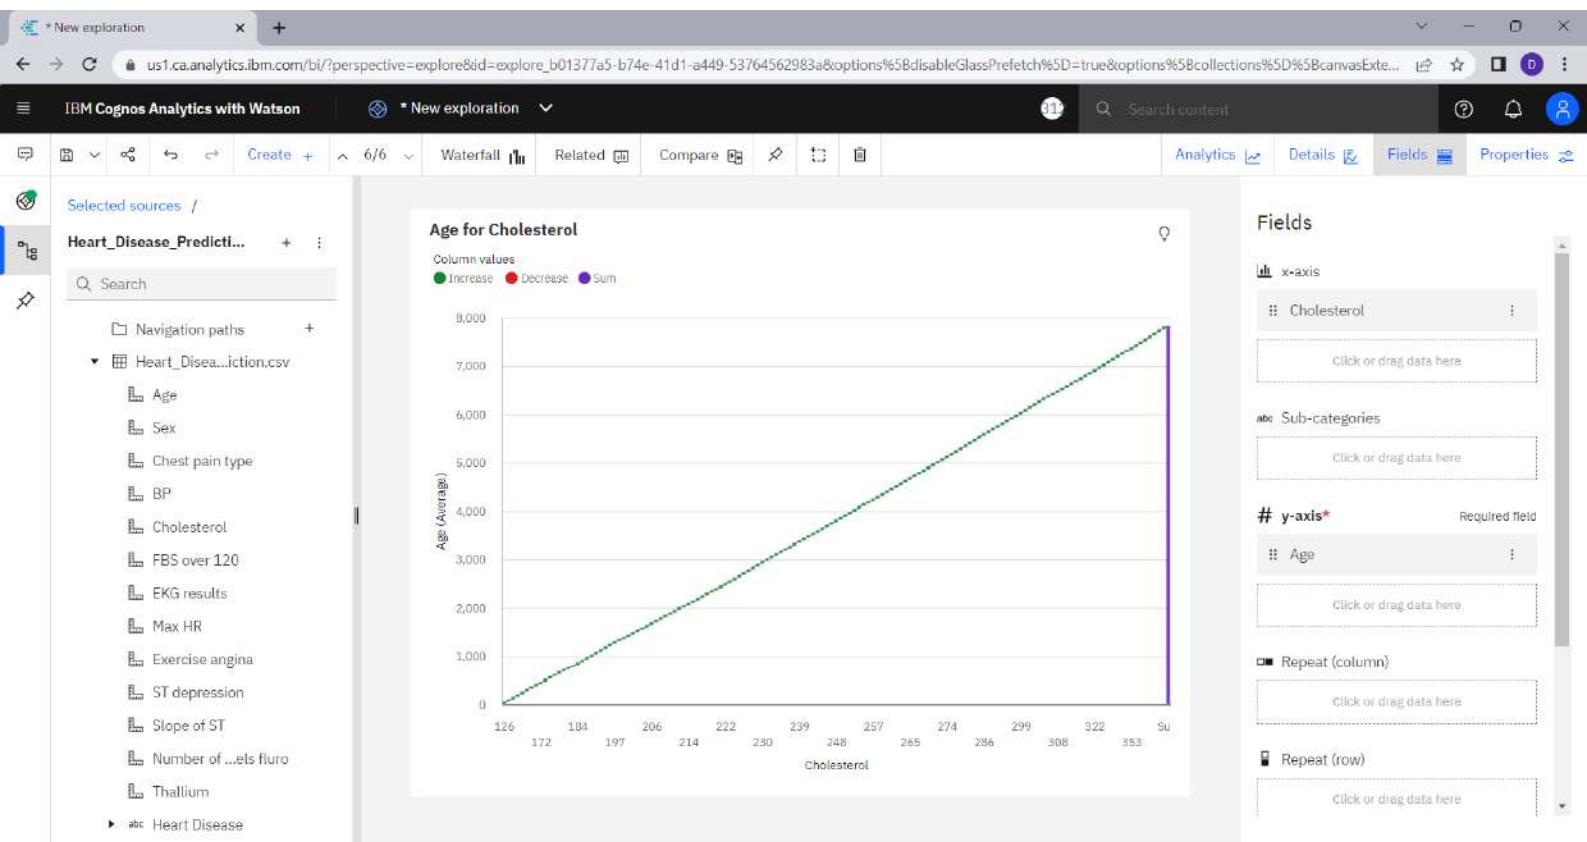 * New exploration
us1.ca.analytics.ibm.com/bi/?perspective=explore&id=explore_b01377a5-b74e-41d1-a449-53764562983a&options%5BdisableGlassPrefetch%5D=true&options%5Bcollections%5D%5BcanvasExte...
D
IBM Cognos Analytics with Watson
* New exploration
Search content
Create +
6/6
Waterfall
Related
Compare
Analytics
Details
Fields
Properties
Selected sources /
Heart_Disease_Predicti...
Search
Navigation paths
Heart_Disea...iction.csv
Age
Sex
Chest pain type
BP
Cholesterol
FBS over 120
EKG results
Max HR
Exercise angina
ST depression
Slope of ST
Number of ...els fluro
Thallium
abc Heart Disease
Age for Cholesterol
Column values
Increase Decrease Sum
8,000
7,000
6,000
5,000
4,000
3,000
2,000
1,000
0
Age (Average)
126 184 206 222 239 257 274 299 322 Su
172 197 214 230 248 265 286 308 353
Cholesterol
Fields
x-axis
Cholesterol
Click or drag data here
abc Sub-categories
Click or drag data here
# y-axis* Required field
Age
Click or drag data here
Repeat (column)
Click or drag data here
Repeat (row)
Click or drag data here